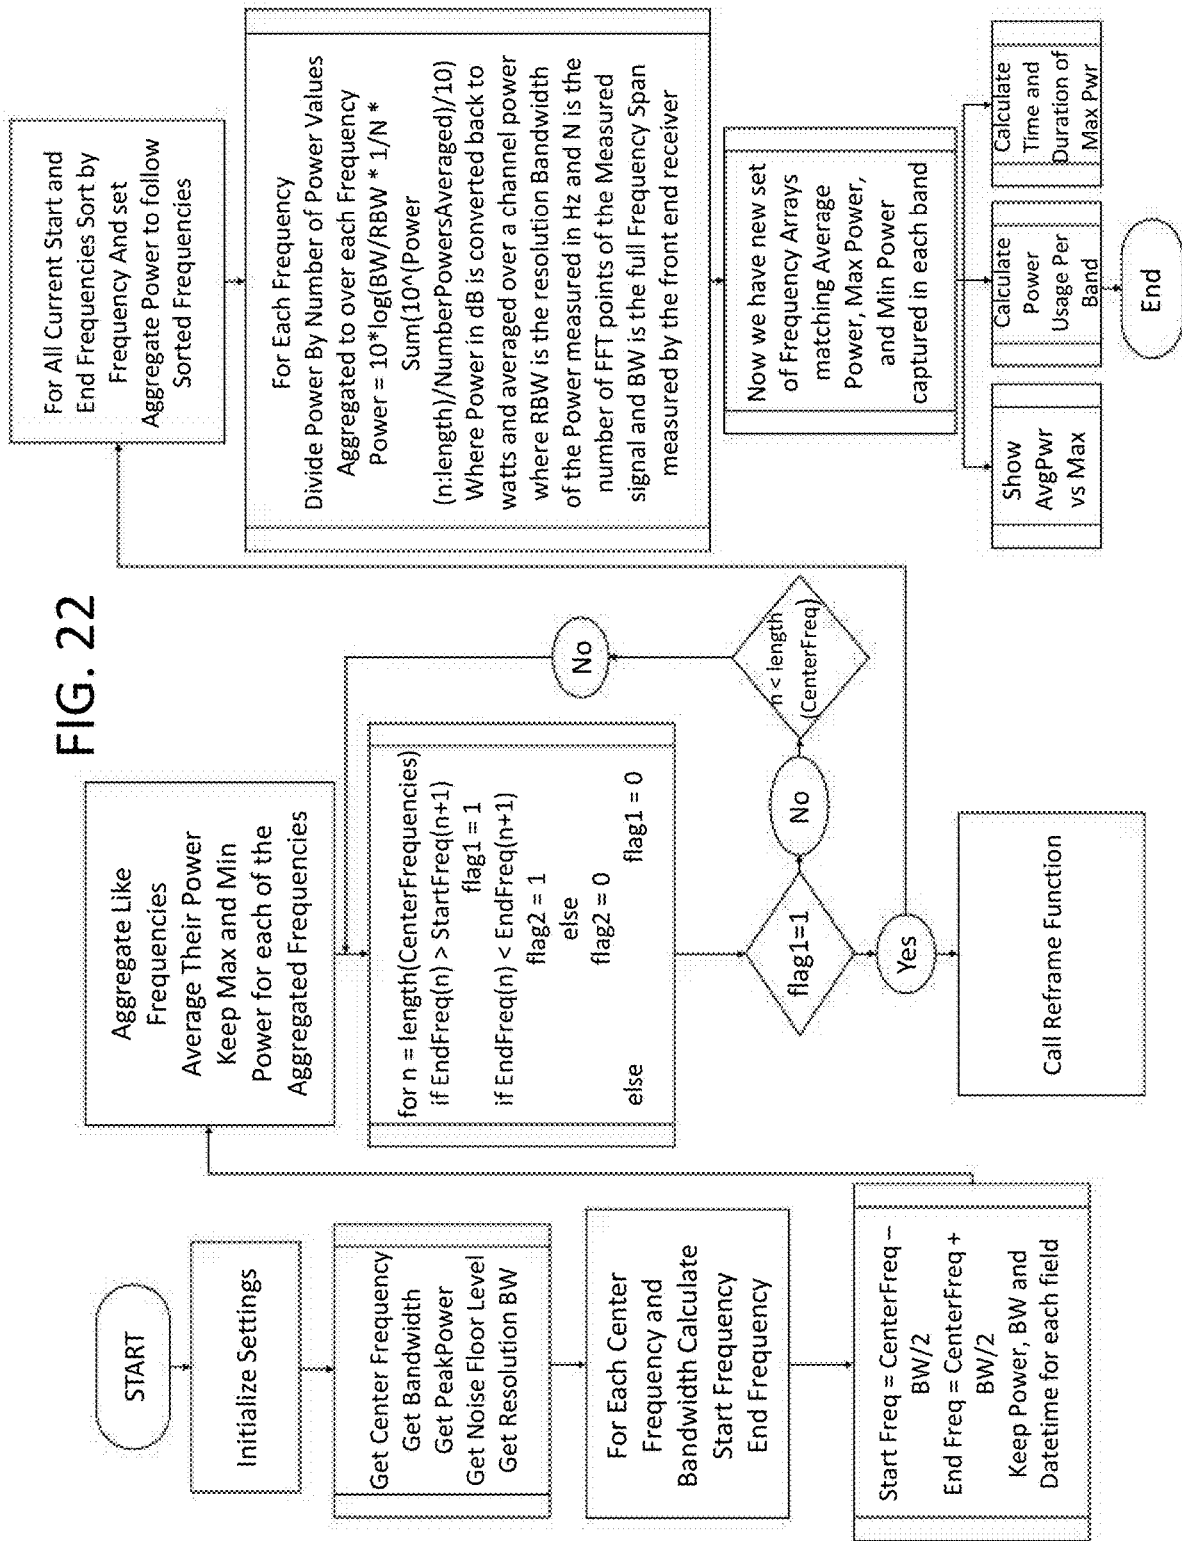 FIG. 22
START
Initialize Settings
Get Center Frequency
Get Bandwidth
Get PeakPower
Get Noise Floor Level
Get Resolution BW
For Each Center
Frequency and
Bandwidth Calculate
Start Frequency
End Frequency
Start Freq = CenterFreq –
BW/2
End Freq = CenterFreq +
BW/2
Keep Power, BW and
Datetime for each field
Aggregate Like
Frequencies
Average Their Power
Keep Max and Min
Power for each of the
Aggregated Frequencies
for n = length(CenterFrequencies)
if EndFreq(n) > StartFreq(n+1)
flag1 = 1
if EndFreq(n) < EndFreq(n+1)
flag2 = 1
else
flag2 = 0
else flag1 = 0
flag1=1
No
n < length
(CenterFreq)
No
Yes
Call Reframe Function
For All Current Start and
End Frequencies Sort by
Frequency And set
Aggregate Power to follow
Sorted Frequencies
For Each Frequency
Divide Power By Number of Power Values
Aggregated to over each Frequency
Power = 10*log(BW/RBW * 1/N *
Sum(10^(Power
(n:length)/NumberPowersAveraged)/10)
Where Power in dB is converted back to
watts and averaged over a channel power
where RBW is the resolution Bandwidth
of the Power measured in Hz and N is the
number of FFT points of the Measured
signal and BW is the full Frequency Span
measured by the front end receiver
Now we have new set
of Frequency Arrays
matching Average
Power, Max Power,
and Min Power
captured in each band
Show
AvgPwr
vs Max
Calculate
Power
Usage Per
Band
Calculate
Time and
Duration of
Max Pwr
End